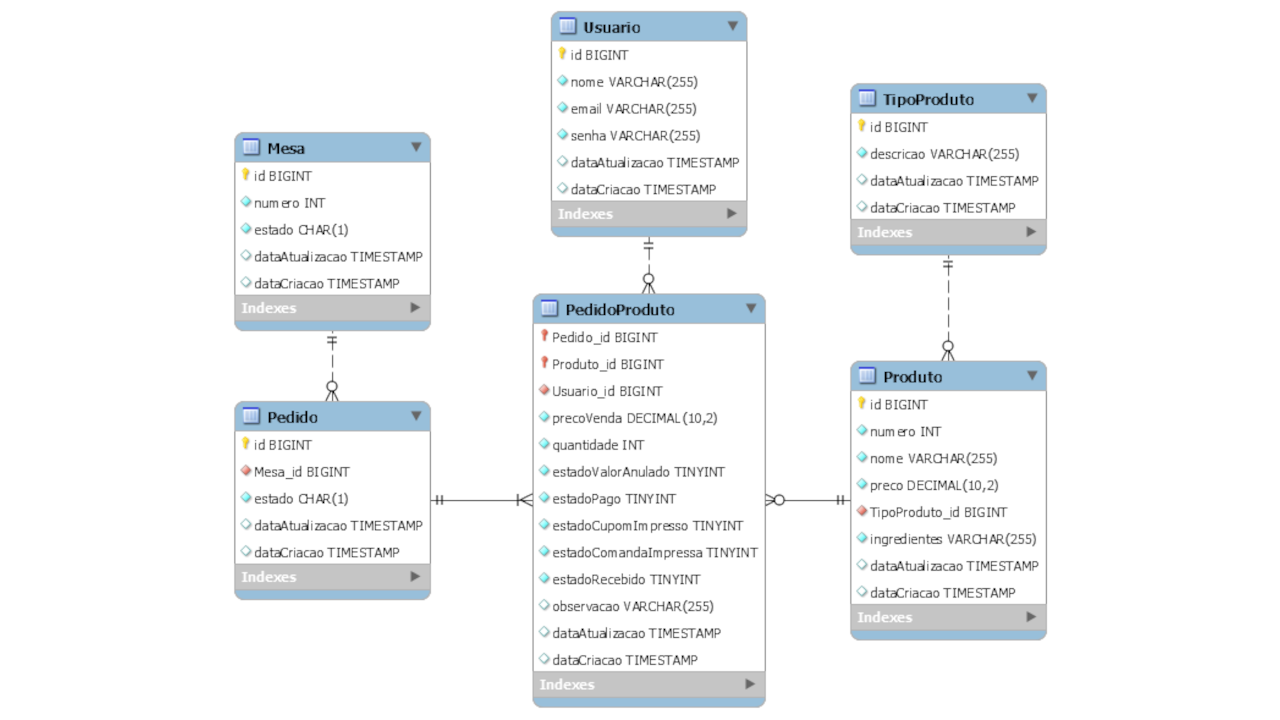 Usuario
id BIGINT
nome VARCHAR(255)
email VARCHAR(255)
senha VARCHAR(255)
dataAtualizacao TIMESTAMP
dataCriacao TIMESTAMP
Indexes
TipoProduto
id BIGINT
descricao VARCHAR(255)
dataAtualizacao TIMESTAMP
dataCriacao TIMESTAMP
Indexes
Mesa
id BIGINT
numero INT
estado CHAR(1)
dataAtualizacao TIMESTAMP
dataCriacao TIMESTAMP
Indexes
PedidoProduto
Pedido_id BIGINT
Produto_id BIGINT
Usuario_id BIGINT
precoVenda DECIMAL(10,2)
quantidade INT
estadoValorAnulado TINYINT
estadoPago TINYINT
estadoCupomImpresso TINYINT
estadoComandaImpressa TINYINT
estadoRecebido TINYINT
observacao VARCHAR(255)
dataAtualizacao TIMESTAMP
dataCriacao TIMESTAMP
Indexes
Produto
id BIGINT
numero INT
nome VARCHAR(255)
preco DECIMAL(10,2)
TipoProduto_id BIGINT
ingredientes VARCHAR(255)
dataAtualizacao TIMESTAMP
dataCriacao TIMESTAMP
Indexes
Pedido
id BIGINT
Mesa_id BIGINT
estado CHAR(1)
dataAtualizacao TIMESTAMP
dataCriacao TIMESTAMP
Indexes